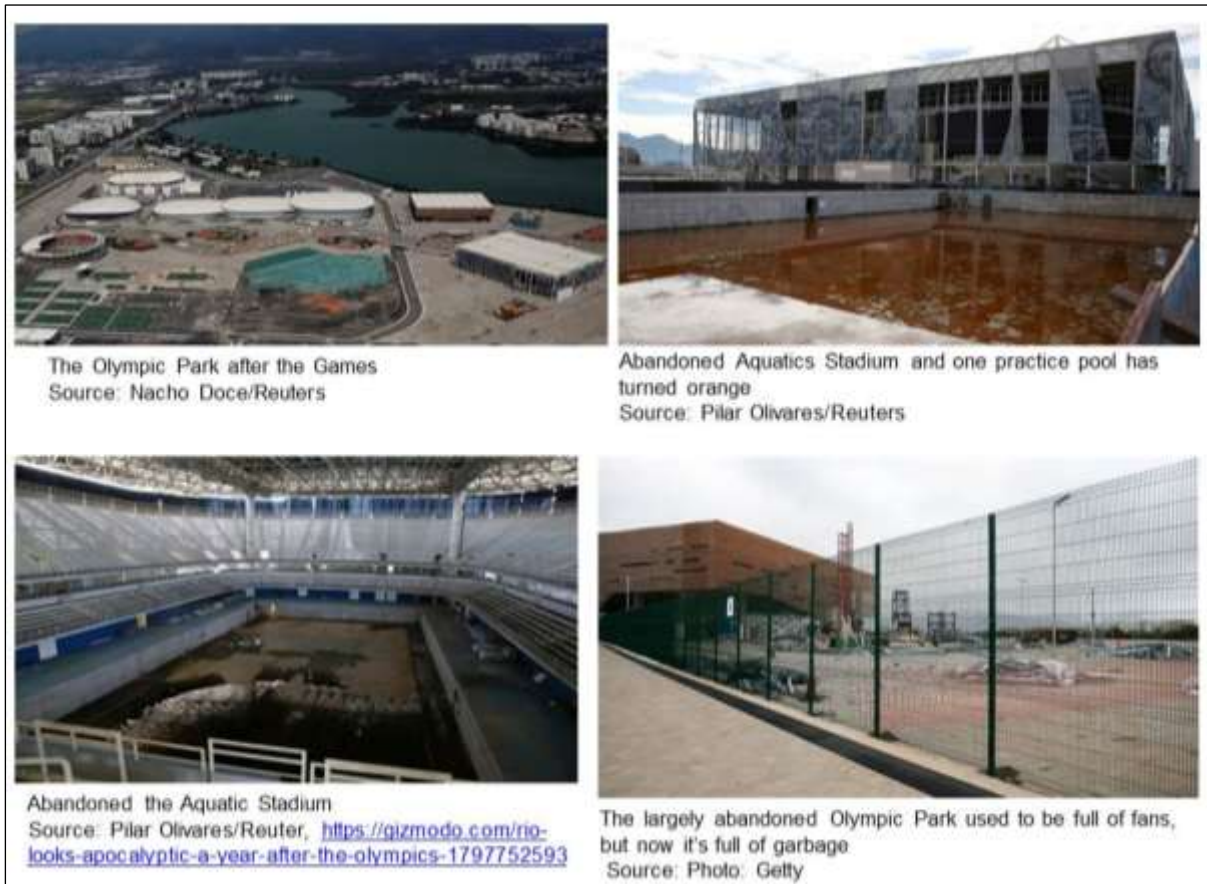 The Olympic Park after the Games
Source: Nacho Doce/Reuters
Abandoned Aquatics Stadium and one practice pool has
turned orange
Source: Pilar Olivares/Reuters
Abandoned the Aquatic Stadium
Source: Pilar Olivares/Reuter, https://gizmodo.com/rio-
looks-apocalyptic-a-year-after-the-olympics-1797752593
The largely abandoned Olympic Park used to be full of fans,
but now it's full of garbage
Source: Photo: Getty